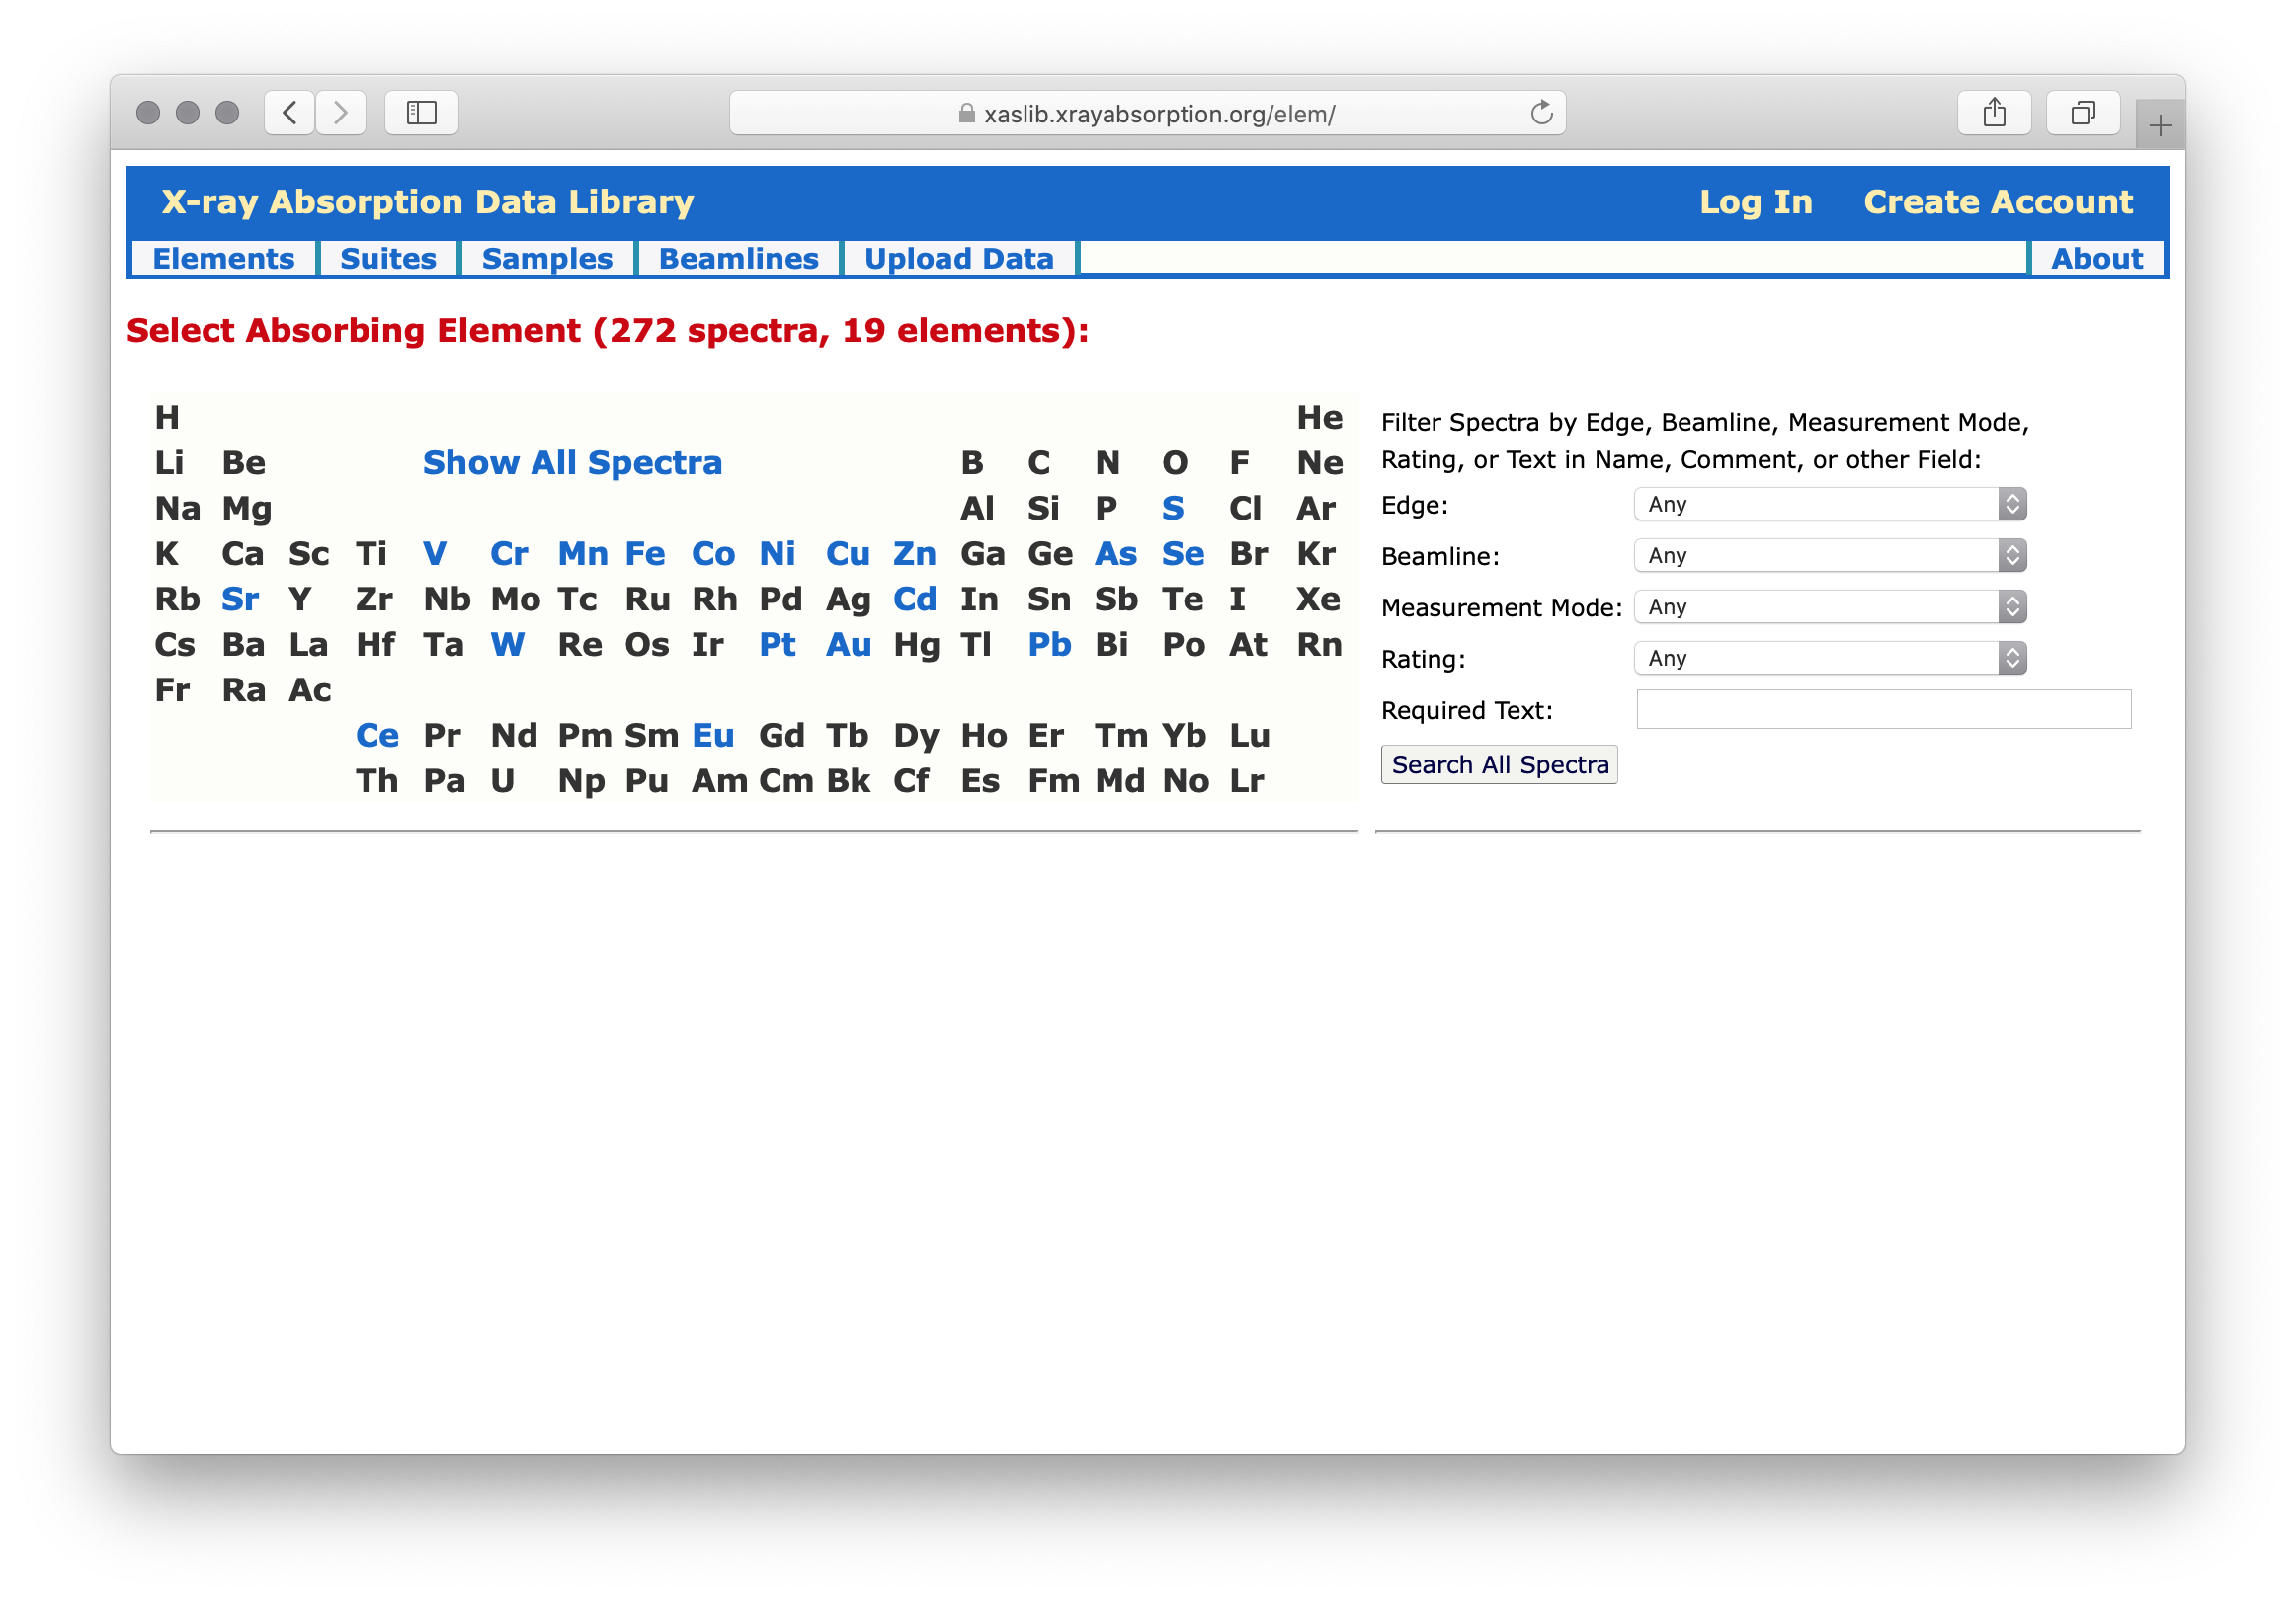 xaslib.xrayabsorption.org/elem/
X-ray Absorption Data Library Log In Create Account
Elements Suites Samples Beamlines Upload Data About
Select Absorbing Element (272 spectra, 19 elements):
H He
Li Be Show All Spectra B C N O F Ne
Na Mg Al Si P S Cl Ar
K Ca Sc Ti V Cr Mn Fe Co Ni Cu Zn Ga Ge As Se Br Kr
Rb Sr Y Zr Nb Mo Tc Ru Rh Pd Ag Cd In Sn Sb Te I Xe
Cs Ba La Hf Ta W Re Os Ir Pt Au Hg Tl Pb Bi Po At Rn
Fr Ra Ac
Ce Pr Nd Pm Sm Eu Gd Tb Dy Ho Er Tm Yb Lu
Th Pa U Np Pu Am Cm Bk Cf Es Fm Md No Lr
Filter Spectra by Edge, Beamline, Measurement Mode,
Rating, or Text in Name, Comment, or other Field:
Edge: Any
Beamline: Any
Measurement Mode: Any
Rating: Any
Required Text:
Search All Spectra